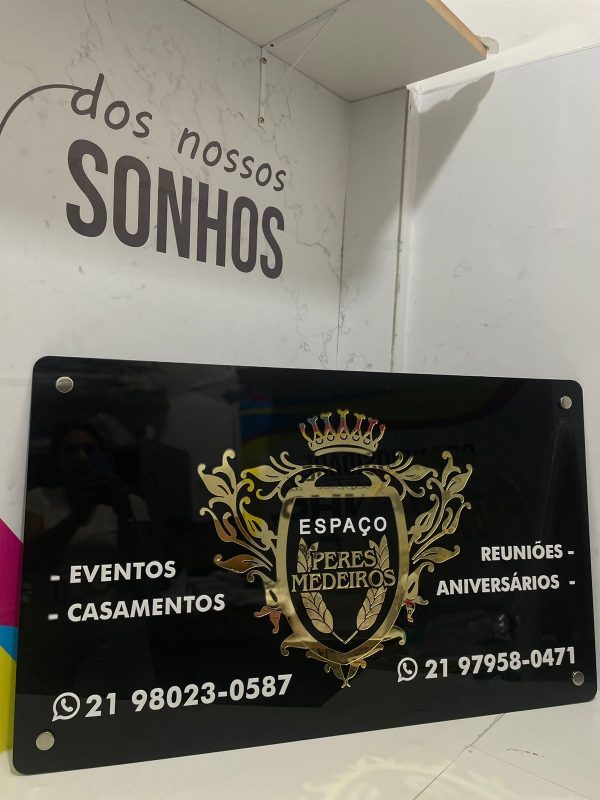 dos nossos
SONHOS
ESPAÇO
PERES
MEDEIROS
- EVENTOS
- CASAMENTOS
REUNIÕES -
ANIVERSÁRIOS -
21 98023-0587
21 97958-0471